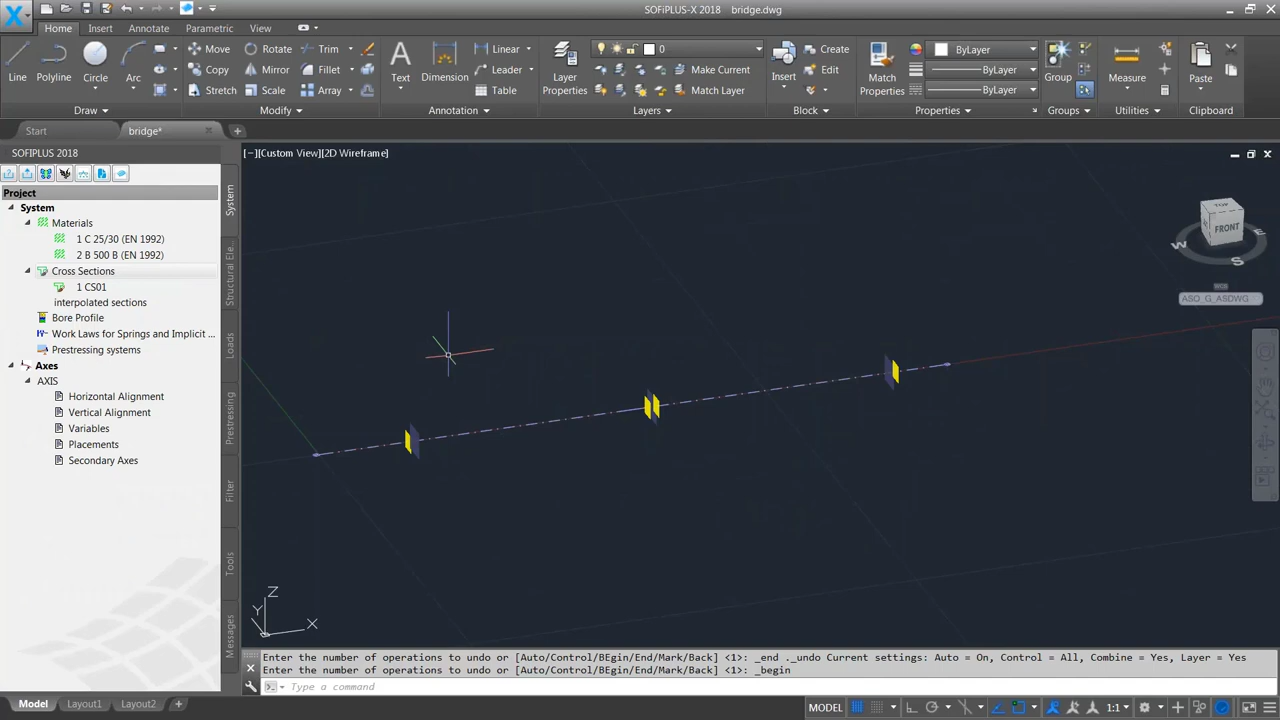 SOFiPLUS-X 2018 bridge.dwg
Home Insert Annotate Parametric View
Line Polyline Circle Arc
Move Rotate Trim
Copy Mirror Fillet
Stretch Scale Array
Text Dimension Linear
Leader
Table
Layer Properties
0
Make Current
Match Layer
Insert Create
Edit
Match Properties
ByLayer
ByLayer
ByLayer
Group Measure Paste
Draw Modify Annotation Layers Block Properties Groups Utilities Clipboard
Start bridge*
SOFIPLUS 2018
[−][Custom View][2D Wireframe]
Project
System
Materials
1 C 25/30 (EN 1992)
2 B 500 B (EN 1992)
Cross Sections
1 CS01
interpolated sections
Bore Profile
Work Laws for Springs and Implicit ...
Prestressing systems
Axes
AXIS
Horizontal Alignment
Vertical Alignment
Variables
Placements
Secondary Axes
System
Structural Ele...
Loads
Prestressing
Filter
Tools
Messages
TOP
FRONT
W
S
WCS
ASO_G_ASDWG
Z
Y
X
Enter the number of operations to undo or [Auto/Control/BEgin/End/Mark/Back] <1>: _end ._undo Current settings: Auto = On, Control = All, Combine = Yes, Layer = Yes
Enter the number of operations to undo or [Auto/Control/BEgin/End/Mark/Back] <1>: _begin
Type a command
Model Layout1 Layout2 +
MODEL 1:1